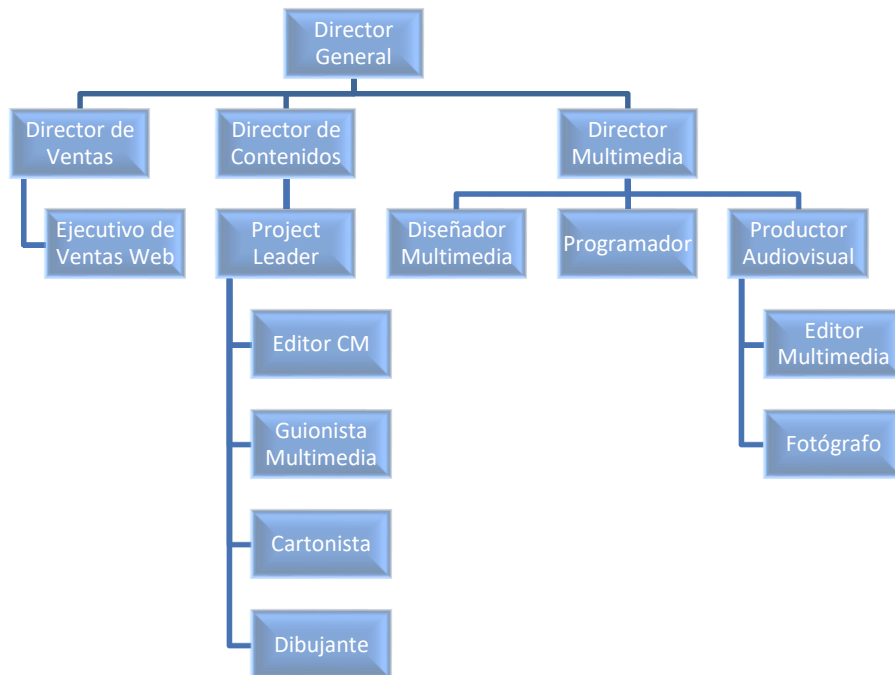 Director
General
Director de
Ventas
Director de
Contenidos
Director
Multimedia
Ejecutivo de
Ventas Web
Project
Leader
Diseñador
Multimedia
Programador
Productor
Audiovisual
Editor CM
Editor
Multimedia
Guionista
Multimedia
Fotógrafo
Cartonista
Dibujante